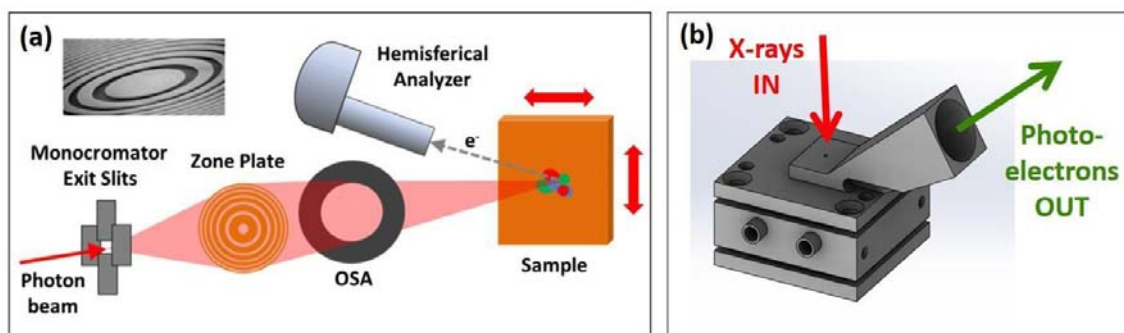 (a)
Hemisferical
Analyzer
Monocromator
Exit Slits
Zone Plate
e-
Photon
beam
OSA
Sample
(b)
X-rays
IN
Photo-
electrons
OUT